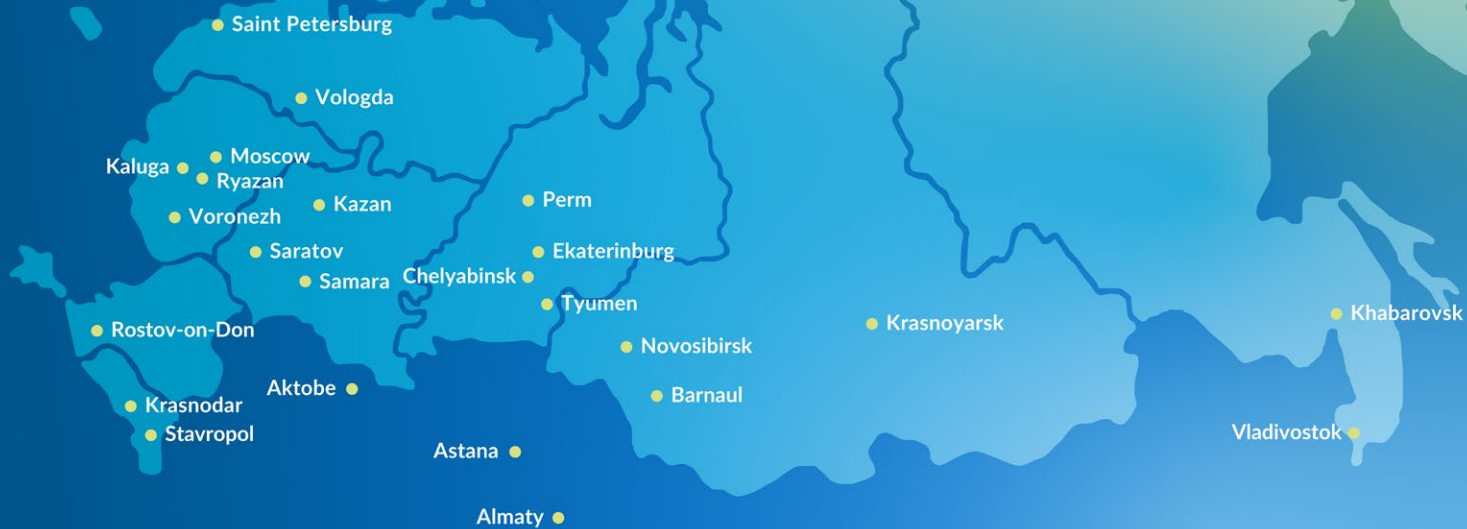 Saint Petersburg
Vologda
Moscow
Kaluga
Ryazan
Perm
Kazan
Voronezh
Saratov
Ekaterinburg
Chelyabinsk
Samara
Tyumen
Khabarovsk
Krasnoyarsk
Rostov-on-Don
Novosibirsk
Aktobe
Barnaul
Krasnodar
Vladivostok
Stavropol
Astana
Almaty